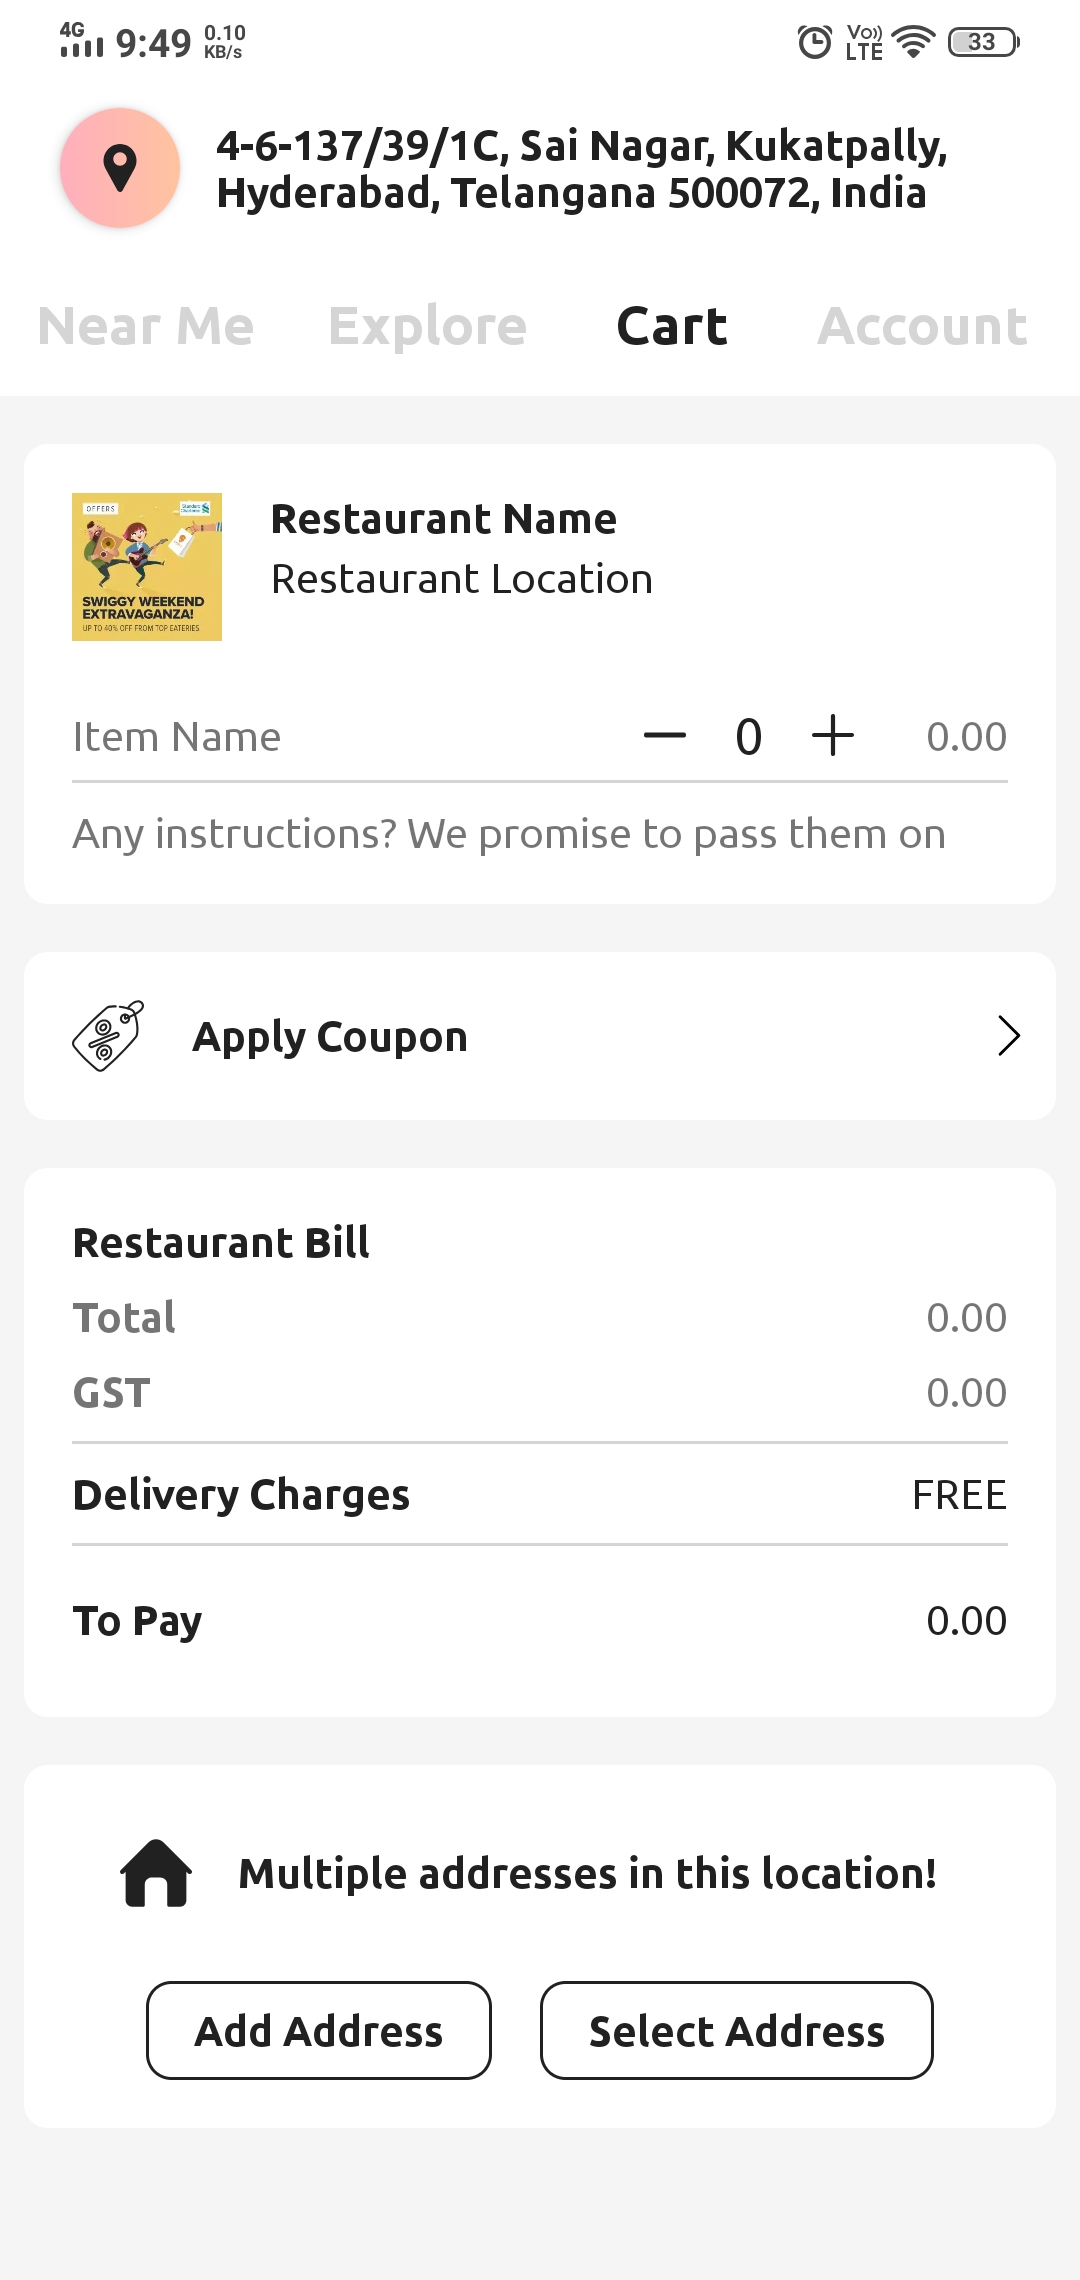 4G 9:49 0.10 KB/s Vo)) LTE 33
4-6-137/39/1C, Sai Nagar, Kukatpally,
Hyderabad, Telangana 500072, India
Near Me Explore Cart Account
OFFERS Standard Chartered
SWIGGY WEEKEND
EXTRAVAGANZA!
UP TO 40% OFF FROM TOP EATERIES
Restaurant Name
Restaurant Location
Item Name 0 0.00
Any instructions? We promise to pass them on
Apply Coupon
Restaurant Bill
Total 0.00
GST 0.00
Delivery Charges FREE
To Pay 0.00
Multiple addresses in this location!
Add Address Select Address